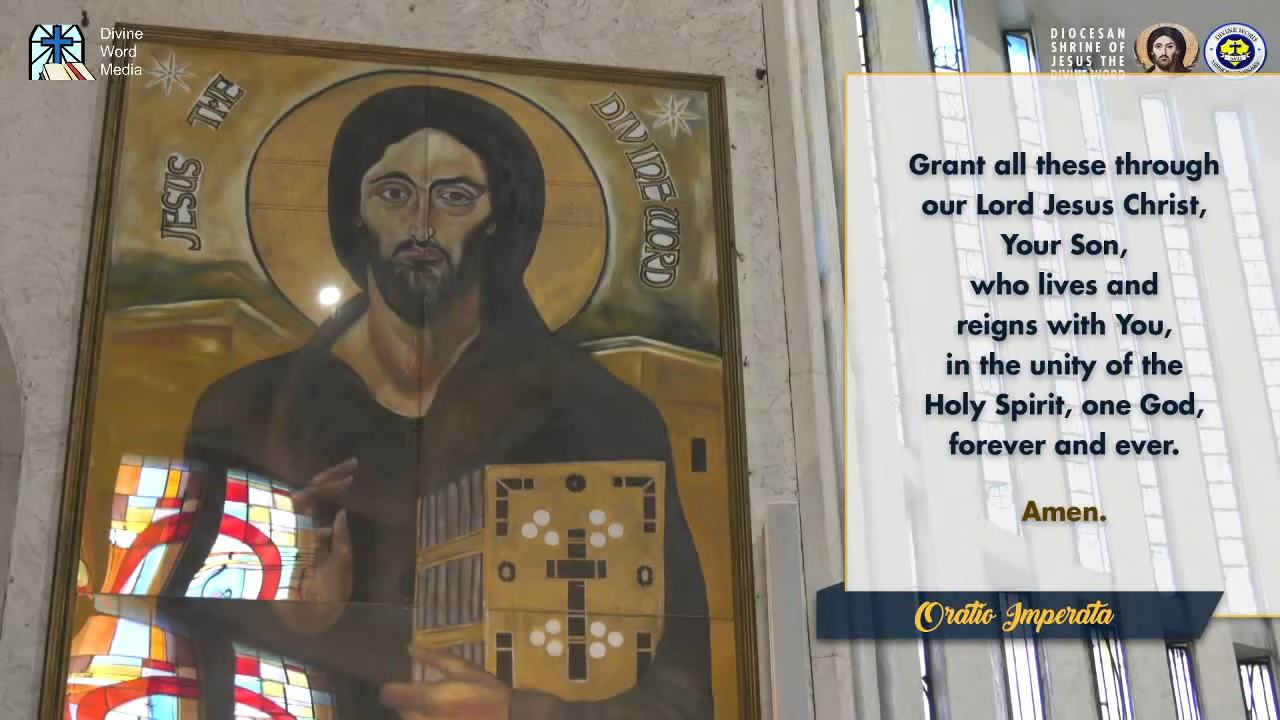 Divine
Word
Media
JESUS THE
DIVINE WORD
DIOCESAN
SHRINE OF
JESUS THE
DIVINE WORD
Grant all these through
our Lord Jesus Christ,
Your Son,
who lives and
reigns with You,
in the unity of the
Holy Spirit, one God,
forever and ever.
Amen.
Oratio Imperata